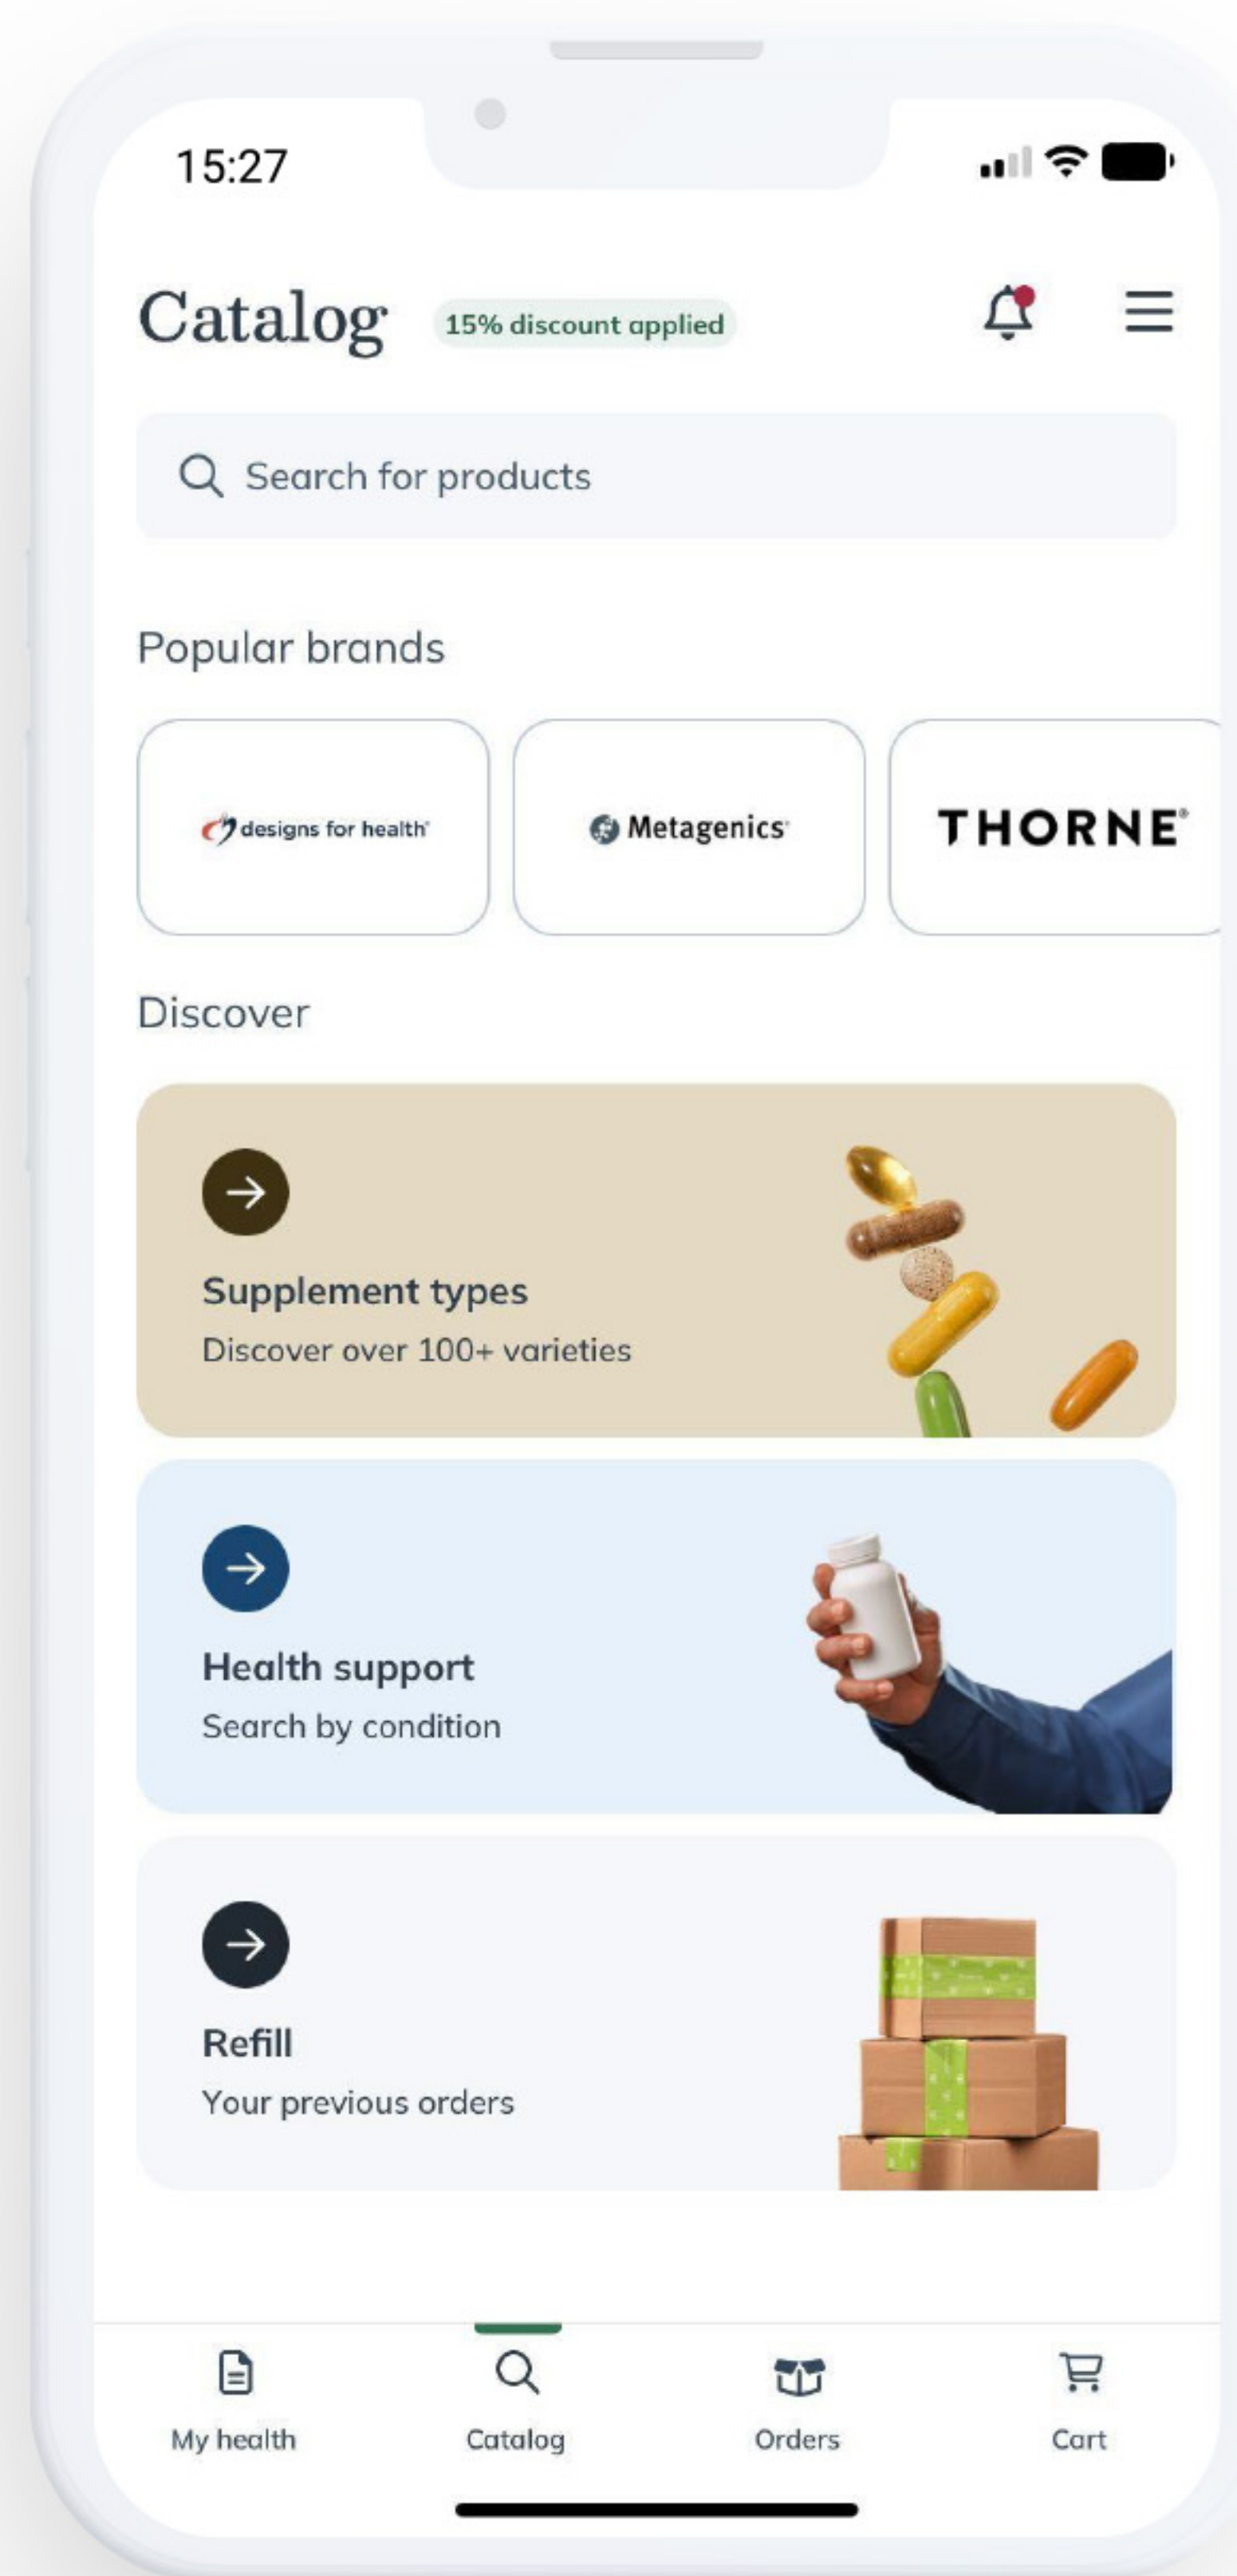 15:27
Catalog
15% discount applied
Search for products
Popular brands
designs for health®
Metagenics®
THORNE®
Discover
Supplement types
Discover over 100+ varieties
Health support
Search by condition
Refill
Your previous orders
My health
Catalog
Orders
Cart